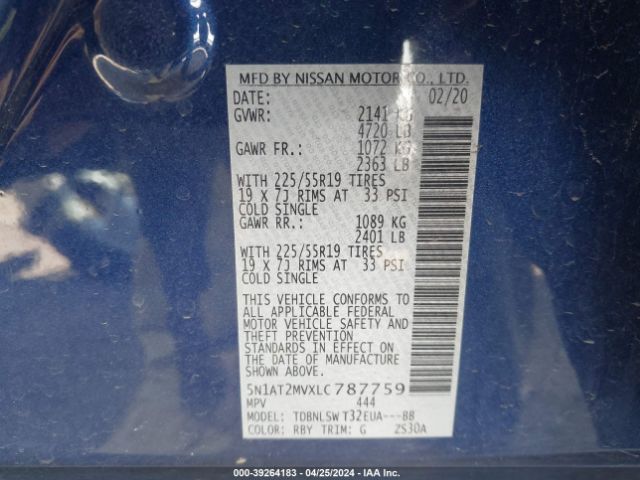 MFD BY NISSAN MOTOR CO., LTD.
DATE: 02/20
GVWR: 2141 KG
4720 LB
GAWR FR.: 1072 KG
2363 LB
WITH 225/55R19 TIRES
19 X 7J RIMS AT 33 PSI
COLD SINGLE
GAWR RR.: 1089 KG
2401 LB
WITH 225/55R19 TIRES
19 X 7J RIMS AT 33 PSI
COLD SINGLE
THIS VEHICLE CONFORMS TO
ALL APPLICABLE FEDERAL
MOTOR VEHICLE SAFETY AND
THEFT PREVENTION
STANDARDS IN EFFECT ON
THE DATE OF MANUFACTURE
SHOWN ABOVE.
5N1AT2MVXLC787759
MPV 444
MODEL: TDBNLSW T32EUA---BB
COLOR: RBY TRIM: G 2S30A
000-39264183 - 04/25/2024 - IAA Inc.